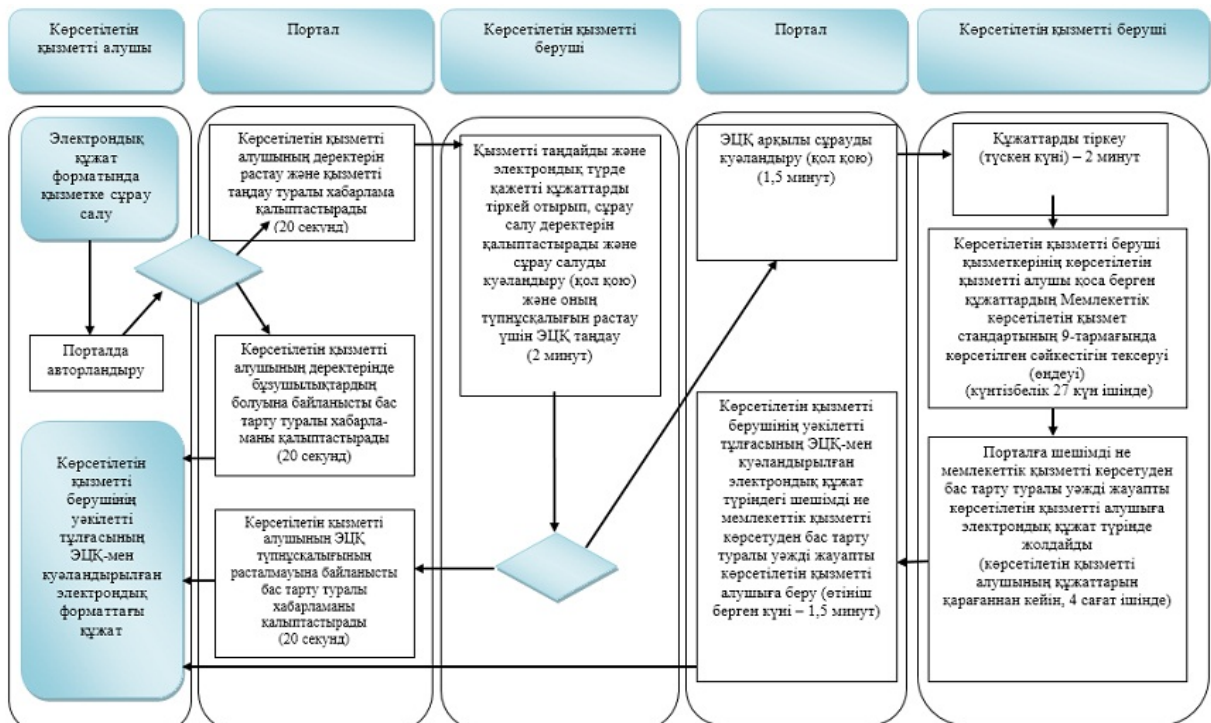 Көрсетілетін
қызметті алушы
Портал
Көрсетілетін қызметті
беруші
Портал
Көрсетілетін қызметті беруші
Электрондық
құжат
форматында
қызметке сұрау
салу
Порталда
авторландыру
Көрсетілетін
қызметті
берушінің
уәкілетті
тұлғасының
ЭЦҚ-мен
куәландырылған
электрондық
форматтағы
құжат
Көрсетілетін қызметті
алушының деректерін
растау және қызметті
таңдау туралы хабарлама
қалыптастырады
(20 секунд)
Көрсетілетін қызметті
алушының деректерінде
бұзушылықтардың
болуына байланысты бас
тарту туралы хабарла-
маны қалыптастырады
(20 секунд)
Көрсетілетін қызметті
алушының ЭЦҚ
түпнұсқалығының
расталмауына байланысты
бас тарту туралы
хабарламаны
қалыптастырады
(20 секунд)
Қызметті таңдайды және
электрондық түрде
қажетті құжаттарды
тіркей отырып, сұрау
салу деректерін
қалыптастырады және
сұрау салуды
куәландыру (қол қою)
және оның
түпнұсқалығын растау
үшін ЭЦҚ таңдау
(2 минут)
ЭЦҚ арқылы сұрауды
куәландыру (қол қою)
(1,5 минут)
Көрсетілетін қызметті
берушінің уәкілетті
тұлғасының ЭЦҚ-мен
куәландырылған
электрондық құжат
түріндегі шешімді не
мемлекеттік қызметті
көрсетуден бас тарту
туралы уәжді жауапты
көрсетілетін қызметті
алушыға беру (өтініш
берген күні – 1,5 минут)
Құжаттарды тіркеу
(түскен күні) – 2 минут
Көрсетілетін қызметті беруші
қызметкерінің көрсетілетін
қызметті алушы қоса берген
құжаттардың Мемлекеттік
көрсетілетін қызмет
стандартының 9-тармағында
көрсетілген сәйкестігін тексеруі
(өңдеуі)
(күнтізбелік 27 күн ішінде)
Порталға шешімді не
мемлекеттік қызметті көрсетуден
бас тарту туралы уәжді жауапты
көрсетілетін қызметті алушыға
электрондық құжат түрінде
жолдайды
(көрсетілетін қызметті
алушының құжаттарын
қарағаннан кейін, 4 сағат ішінде)